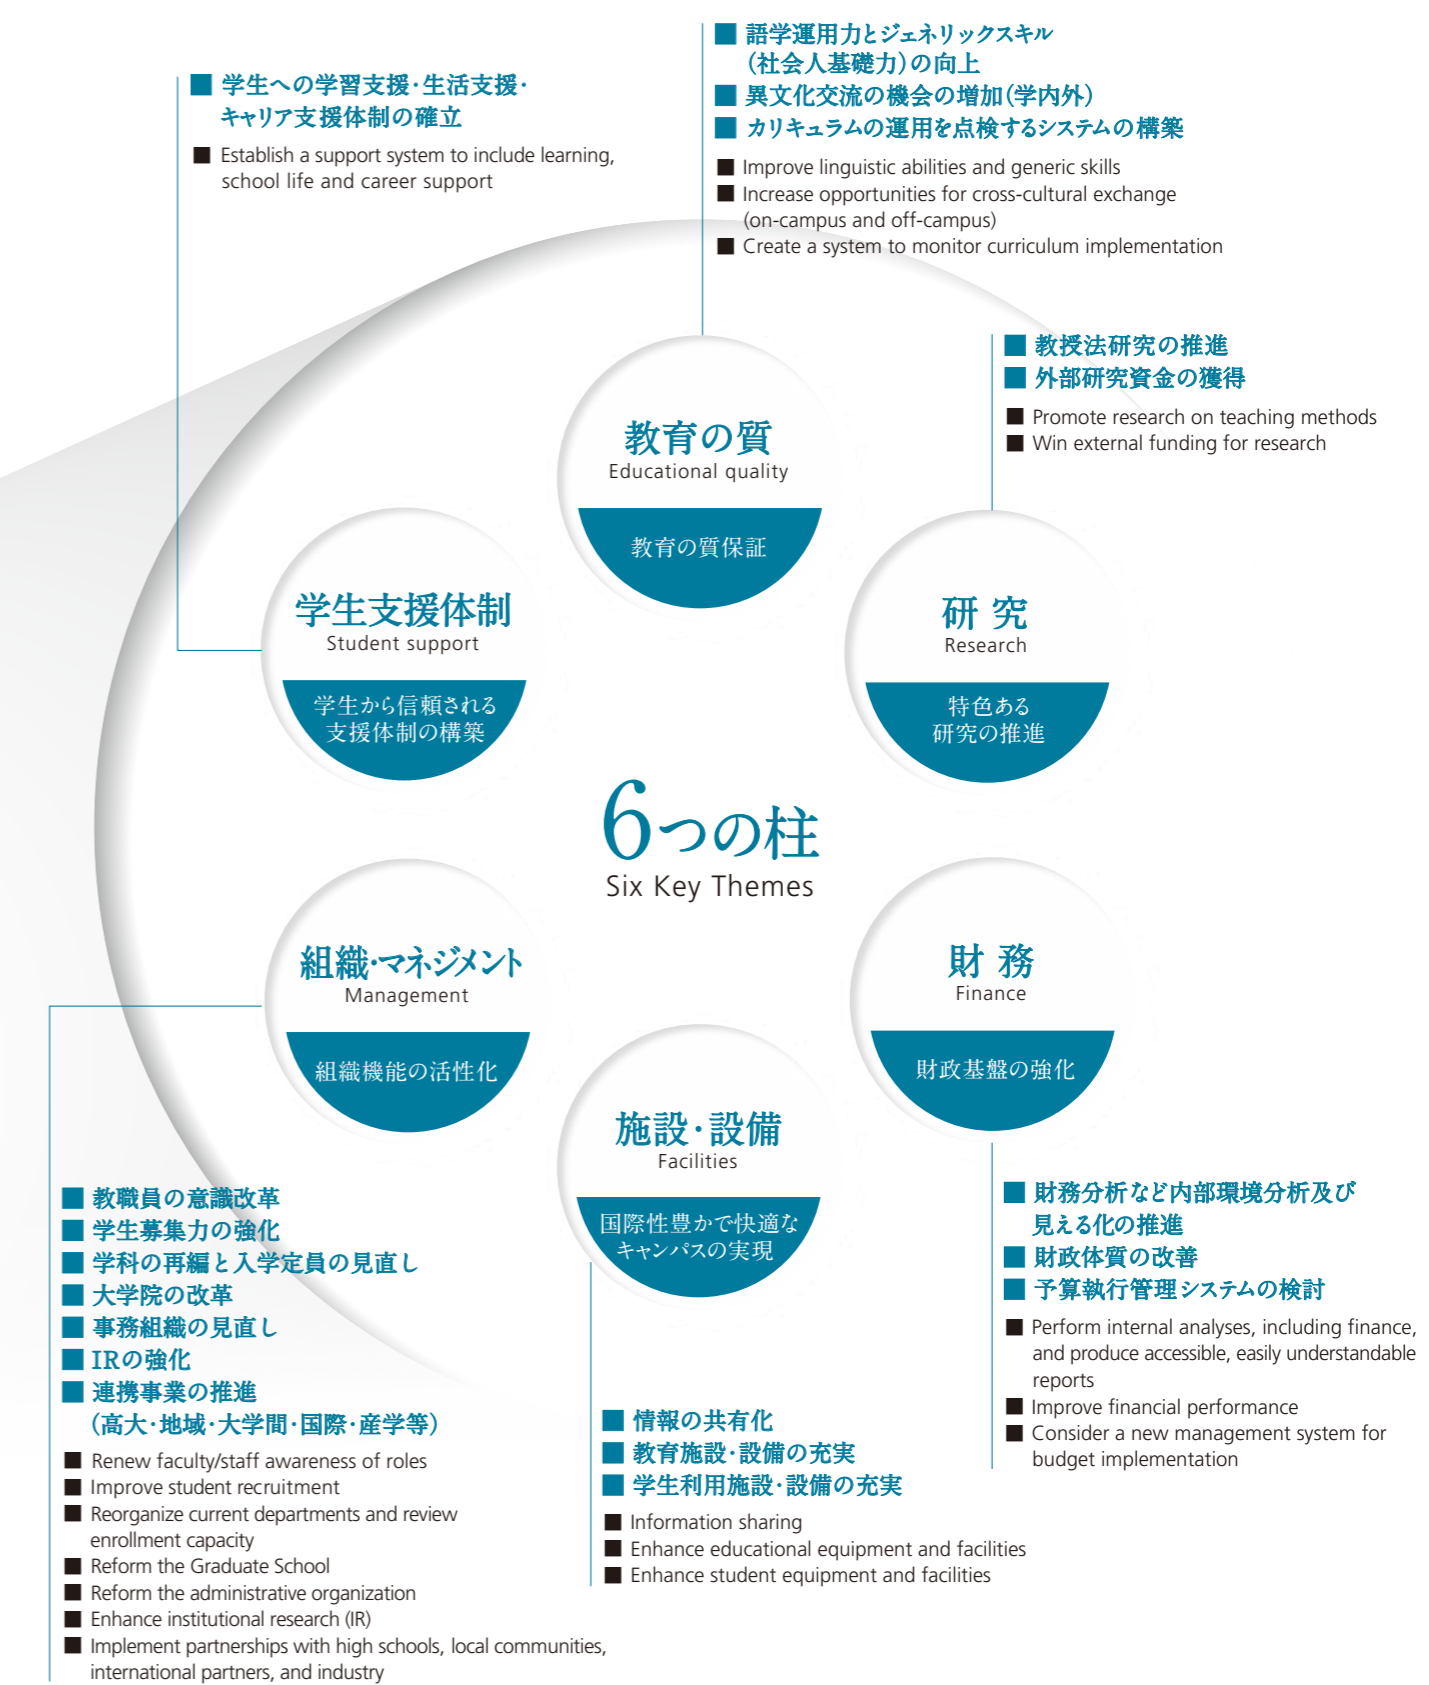 ■ 学生への学習支援・生活支援・
キャリア支援体制の確立
■ Establish a support system to include learning,
school life and career support
■ 語学運用力とジェネリックスキル
（社会人基礎力）の向上
■ 異文化交流の機会の増加（学内外）
■ カリキュラムの運用を点検するシステムの構築
■ Improve linguistic abilities and generic skills
■ Increase opportunities for cross-cultural exchange
(on-campus and off-campus)
■ Create a system to monitor curriculum implementation
■ 教授法研究の推進
■ 外部研究資金の獲得
■ Promote research on teaching methods
■ Win external funding for research
教育の質
Educational quality
教育の質保証
学生支援体制
Student support
学生から信頼される
支援体制の構築
研 究
Research
特色ある
研究の推進
6つの柱
Six Key Themes
組織・マネジメント
Management
組織機能の活性化
財 務
Finance
財政基盤の強化
施設・設備
Facilities
国際性豊かで快適な
キャンパスの実現
■ 教職員の意識改革
■ 学生募集力の強化
■ 学科の再編と入学定員の見直し
■ 大学院の改革
■ 事務組織の見直し
■ IRの強化
■ 連携事業の推進
（高大・地域・大学間・国際・産学等）
■ Renew faculty/staff awareness of roles
■ Improve student recruitment
■ Reorganize current departments and review
enrollment capacity
■ Reform the Graduate School
■ Reform the administrative organization
■ Enhance institutional research (IR)
■ Implement partnerships with high schools, local communities,
international partners, and industry
■ 情報の共有化
■ 教育施設・設備の充実
■ 学生利用施設・設備の充実
■ Information sharing
■ Enhance educational equipment and facilities
■ Enhance student equipment and facilities
■ 財務分析など内部環境分析及び
見える化の推進
■ 財政体質の改善
■ 予算執行管理システムの検討
■ Perform internal analyses, including finance,
and produce accessible, easily understandable
reports
■ Improve financial performance
■ Consider a new management system for
budget implementation